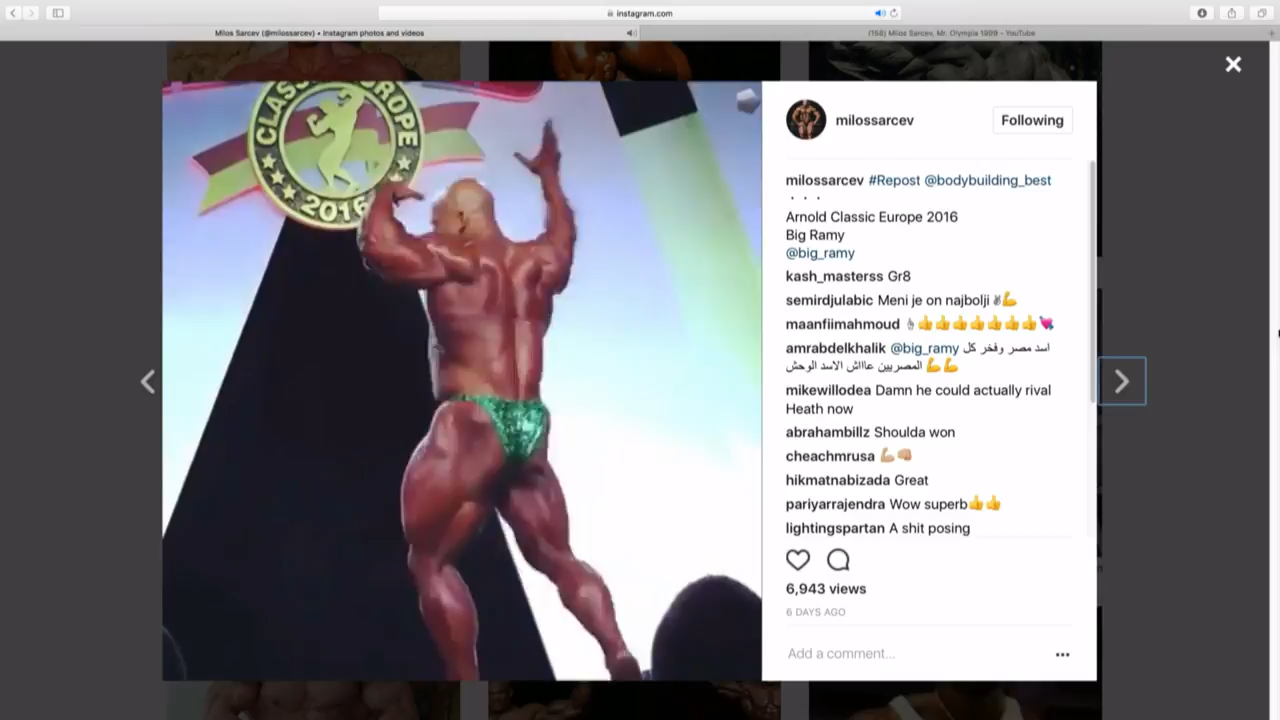 instagram.com
Milos Sarcev (@milossarcev) • Instagram photos and videos
(158) Milos Sarcev, Mr. Olympia 1999 - YouTube
CLASS
EUROPE
2016
milossarcev
Following
milossarcev #Repost @bodybuilding_best
・・・
Arnold Classic Europe 2016
Big Ramy
@big_ramy
kash_masterss Gr8
semirdjulabic Meni je on najbolji ✌💪
maanfiimahmoud 👌👍👍👍👍👍👍👍💘
amrabdelkhalik @big_ramy اسد مصر وفخر كل
المصريين عاااش الاسد الوحش 💪💪
mikewillodea Damn he could actually rival
Heath now
abrahambillz Shoulda won
cheachmrusa 💪🏼👊🏼
hikmatnabizada Great
pariyarrajendra Wow superb👍👍
lightingspartan A shit posing
6,943 views
6 DAYS AGO
Add a comment...